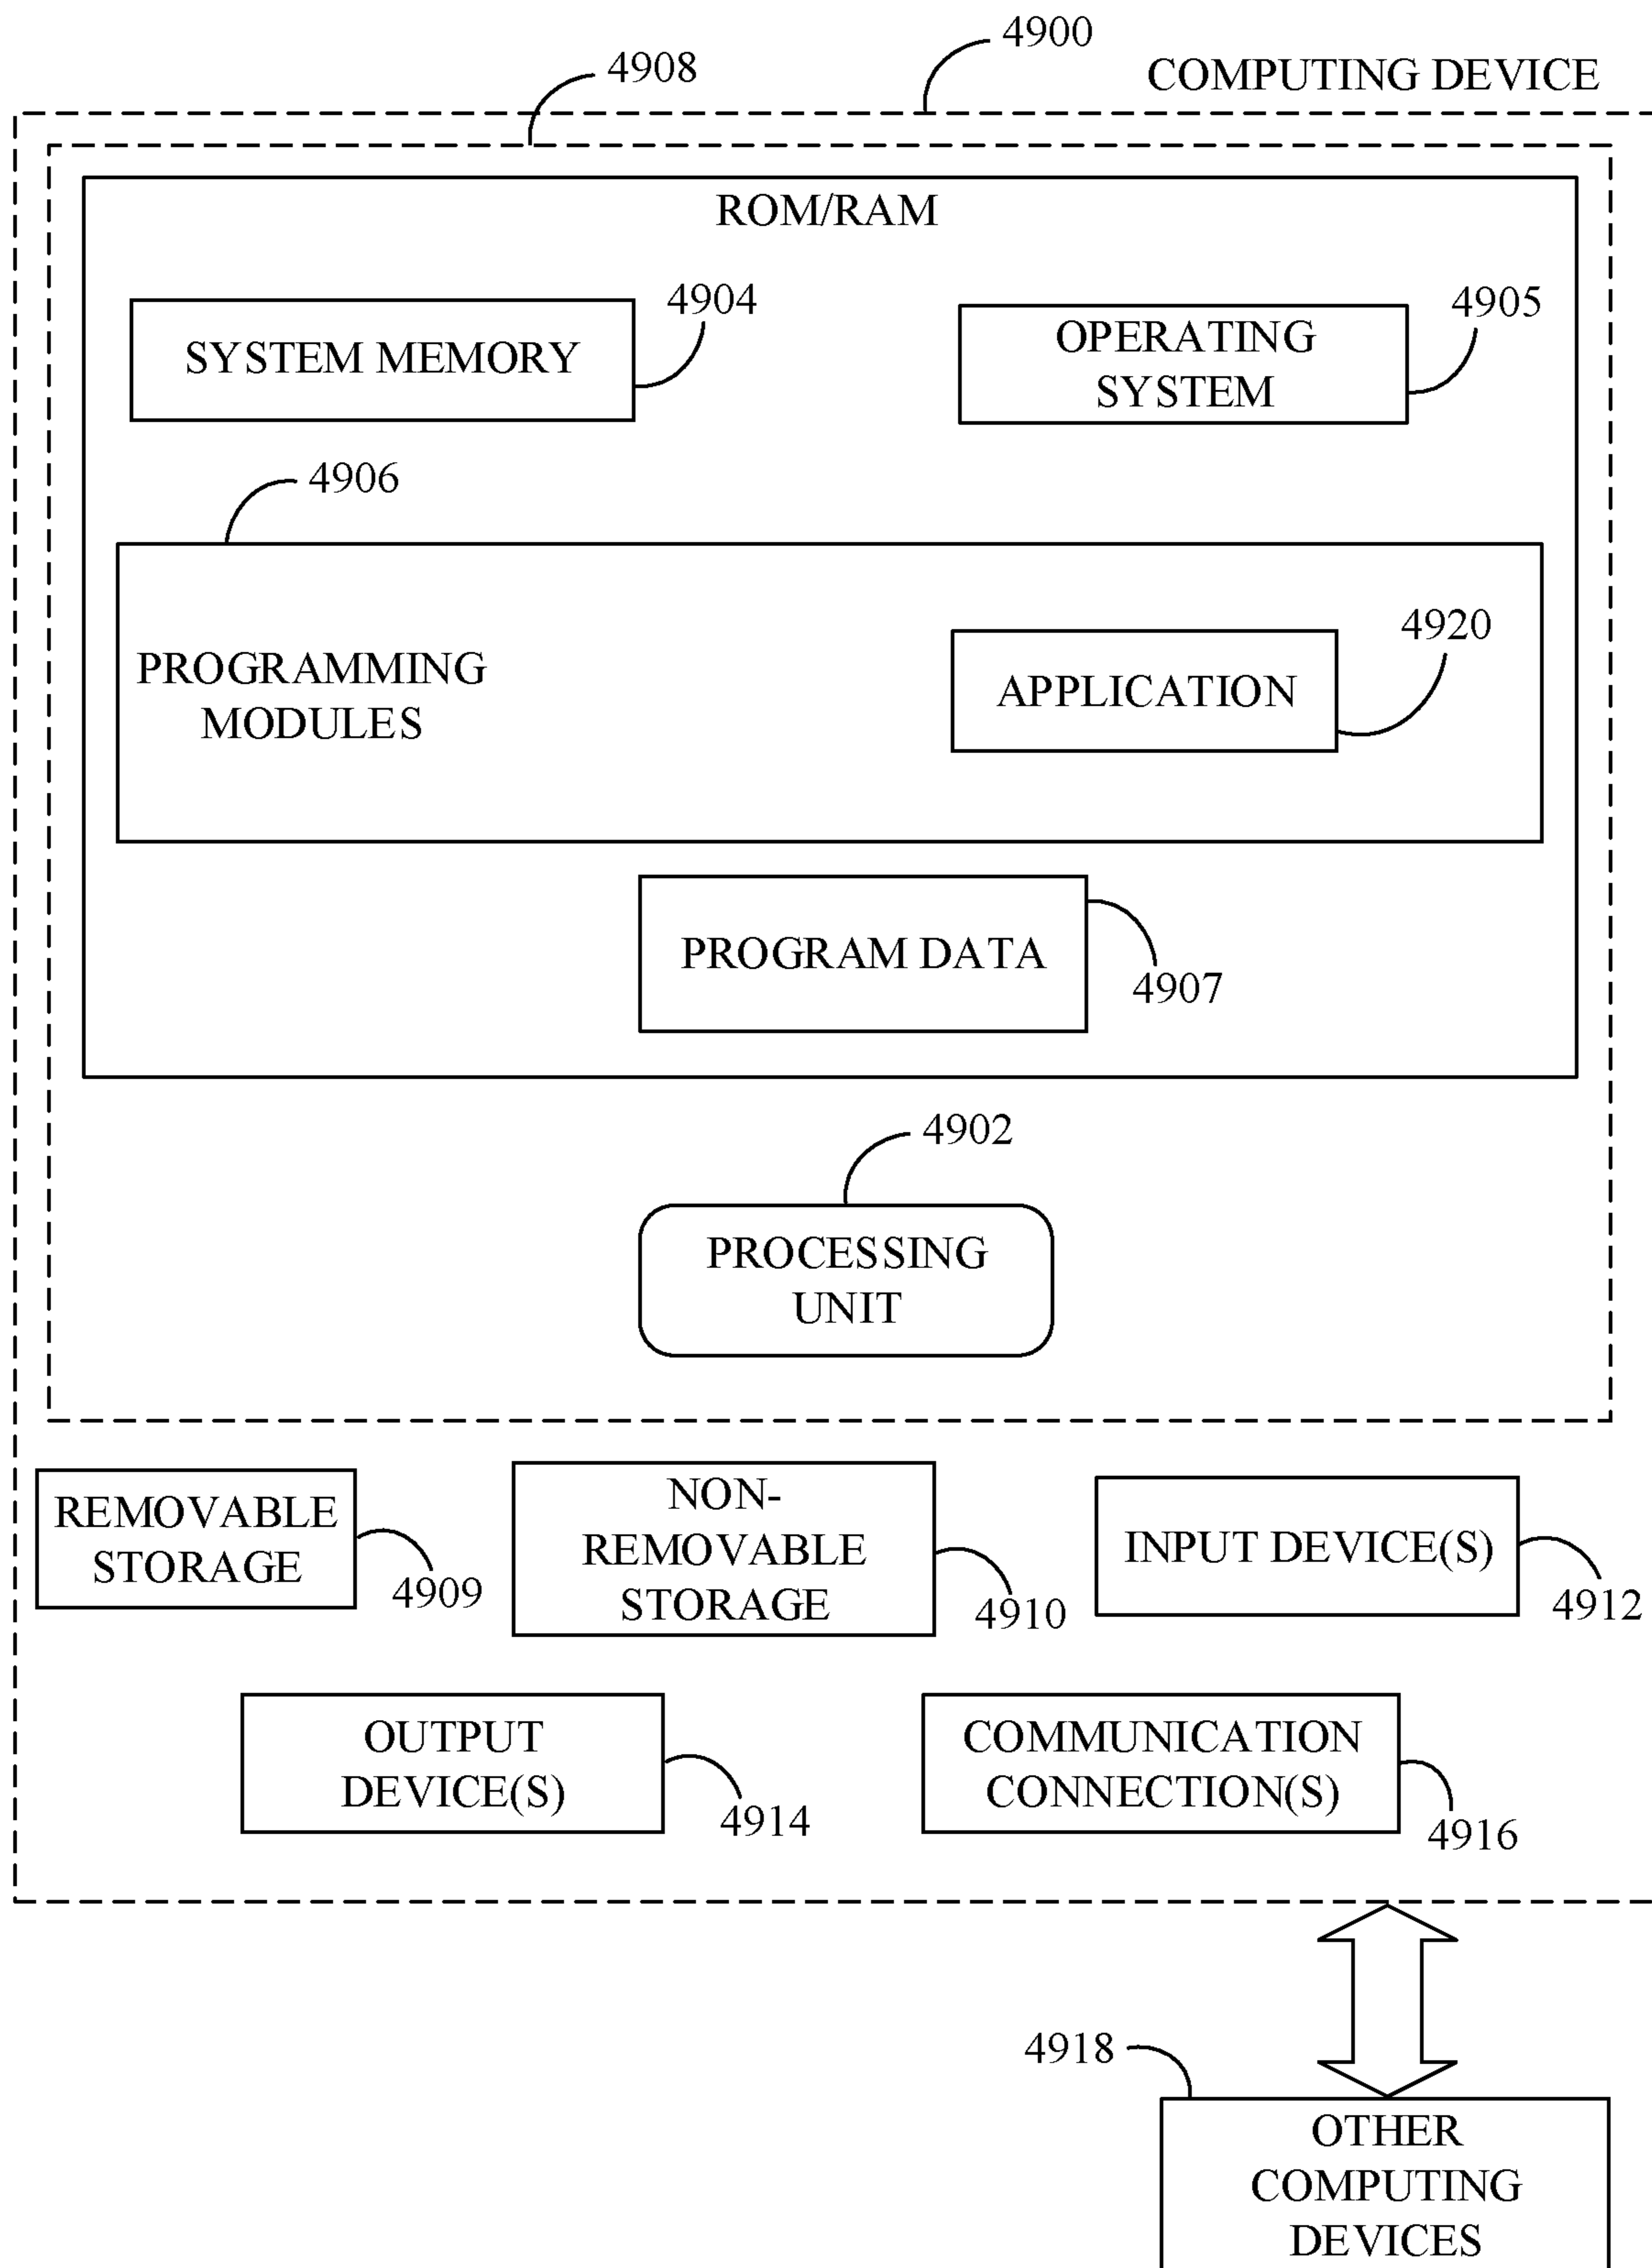 4900
4908
COMPUTING DEVICE
ROM/RAM
4904
4905
SYSTEM MEMORY
OPERATING
SYSTEM
4906
4920
PROGRAMMING
MODULES
APPLICATION
PROGRAM DATA
4907
4902
PROCESSING
UNIT
REMOVABLE
STORAGE
4909
NON-
REMOVABLE
STORAGE
4910
INPUT DEVICE(S)
4912
OUTPUT
DEVICE(S)
4914
COMMUNICATION
CONNECTION(S)
4916
4918
OTHER
COMPUTING
DEVICES